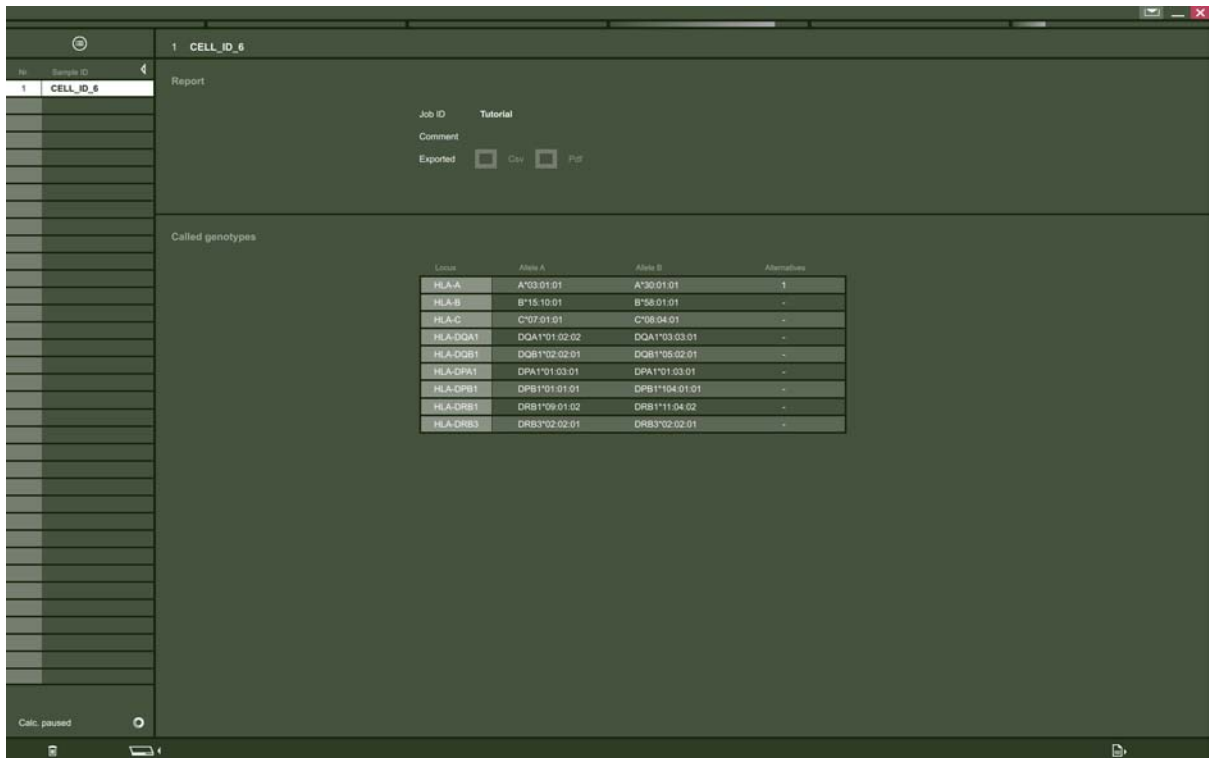 1 CELL_ID_6
Nr. Sample ID
1 CELL_ID_6
Report
Job ID Tutorial
Comment
Exported Csv Pdf
Called genotypes
Locus Allele A Allele B Alternatives
HLA-A A*03:01:01 A*30:01:01 1
HLA-B B*15:10:01 B*58:01:01 -
HLA-C C*07:01:01 C*08:04:01 -
HLA-DQA1 DQA1*01:02:02 DQA1*03:03:01 -
HLA-DQB1 DQB1*02:02:01 DQB1*05:02:01 -
HLA-DPA1 DPA1*01:03:01 DPA1*01:03:01 -
HLA-DPB1 DPB1*01:01:01 DPB1*104:01:01 -
HLA-DRB1 DRB1*09:01:02 DRB1*11:04:02 -
HLA-DRB3 DRB3*02:02:01 DRB3*02:02:01 -
Calc. paused